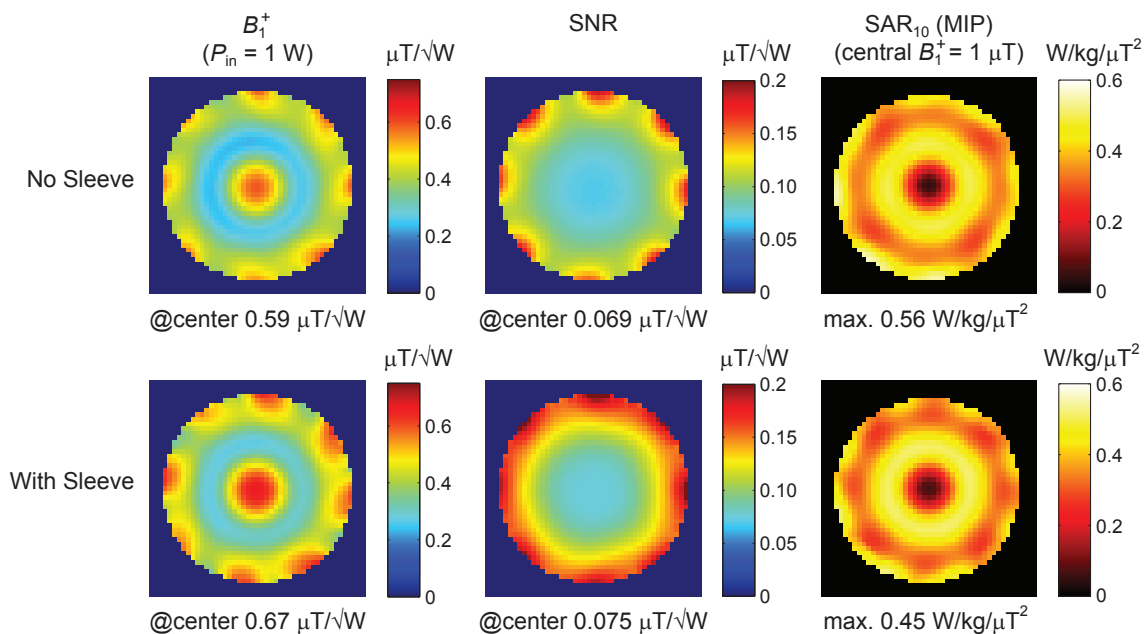 B₁⁺
(Pᵢₙ = 1 W)
SNR
SAR₁₀ (MIP)
(central B₁⁺ = 1 μT)
μT/√W
μT/√W
W/kg/μT²
No Sleeve
0.6
0.4
0.2
0
0.2
0.15
0.10
0.05
0
0.6
0.4
0.2
0
@center 0.59 μT/√W
@center 0.069 μT/√W
max. 0.56 W/kg/μT²
μT/√W
μT/√W
W/kg/μT²
With Sleeve
0.6
0.4
0.2
0
0.2
0.15
0.10
0.05
0
0.6
0.4
0.2
0
@center 0.67 μT/√W
@center 0.075 μT/√W
max. 0.45 W/kg/μT²